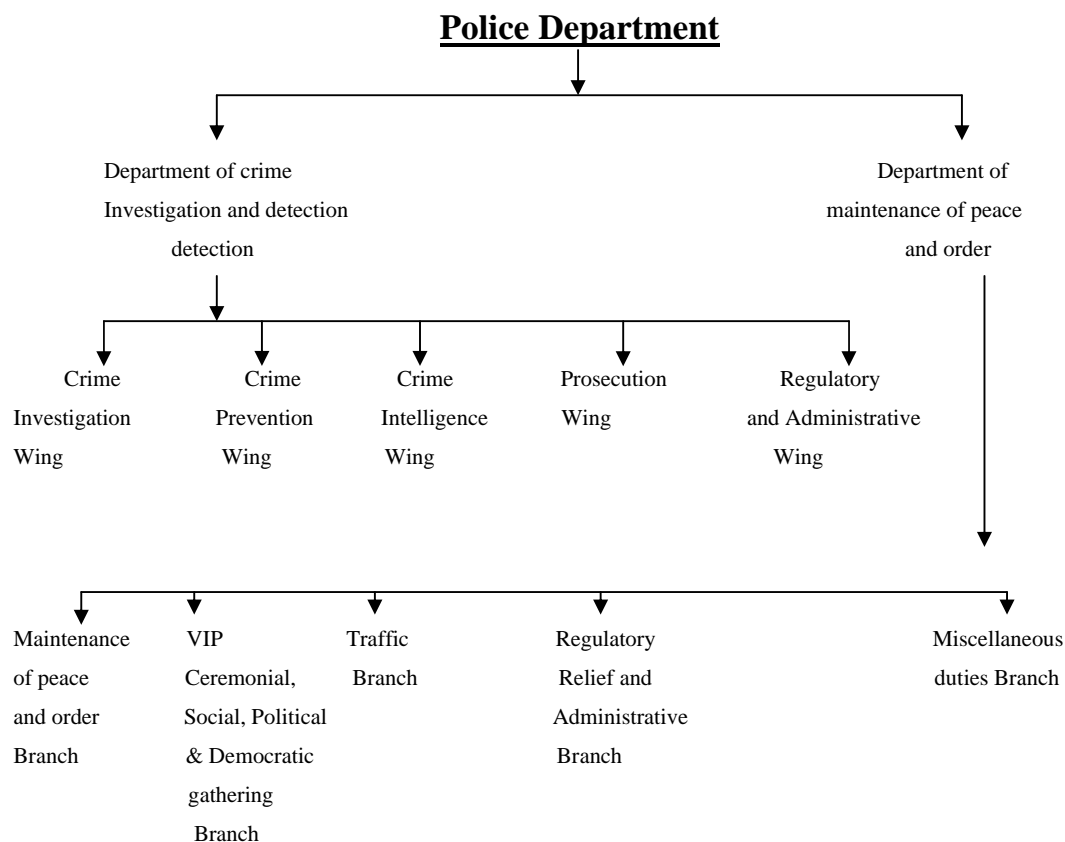 Police Department
Department of crime
Investigation and detection
detection
Department of
maintenance of peace
and order
Crime
Investigation
Wing
Crime
Prevention
Wing
Crime
Intelligence
Wing
Prosecution
Wing
Regulatory
and Administrative
Wing
Maintenance
of peace
and order
Branch
VIP
Ceremonial,
Social, Political
& Democratic
gathering
Branch
Traffic
Branch
Regulatory
Relief and
Administrative
Branch
Miscellaneous
duties Branch